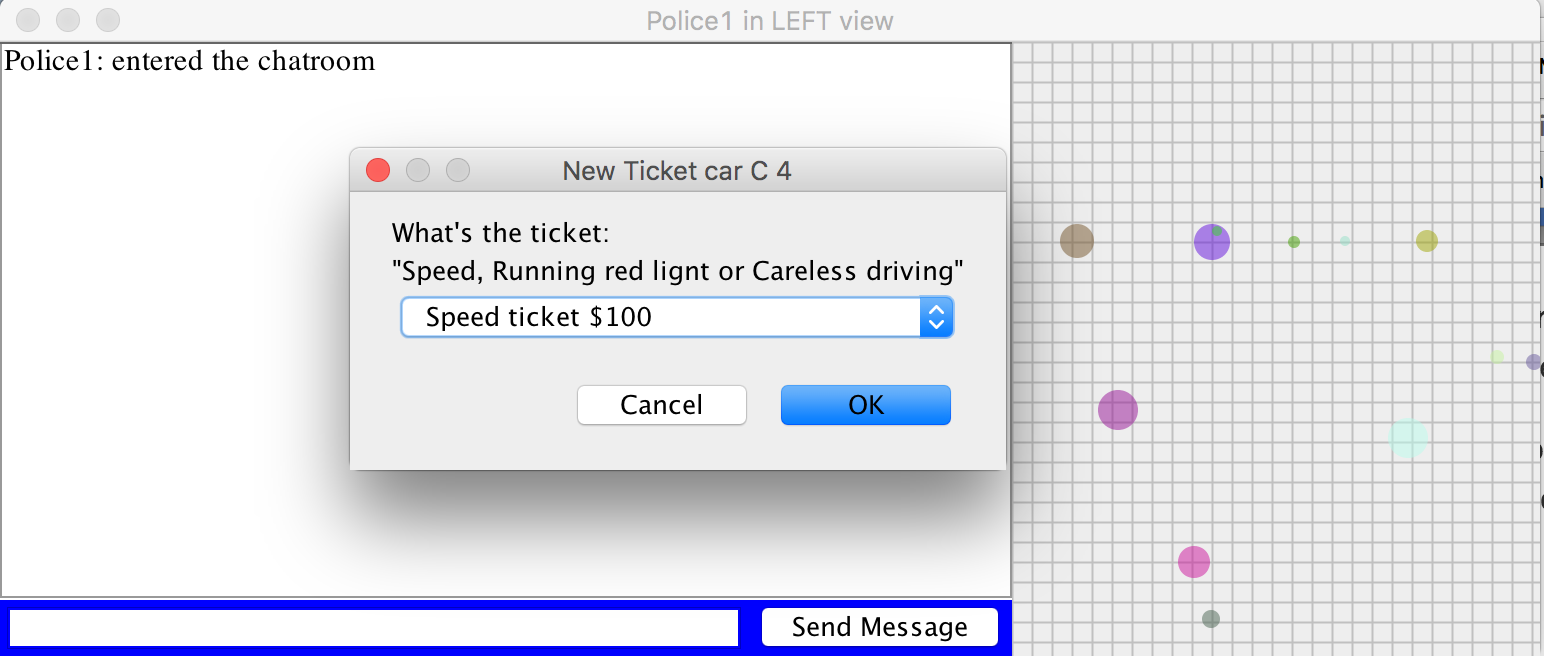 Police1 in LEFT view
Police1: entered the chatroom
New Ticket car C 4
What's the ticket:
"Speed, Running red lignt or Careless driving"
Speed ticket $100
Cancel
OK
Send Message